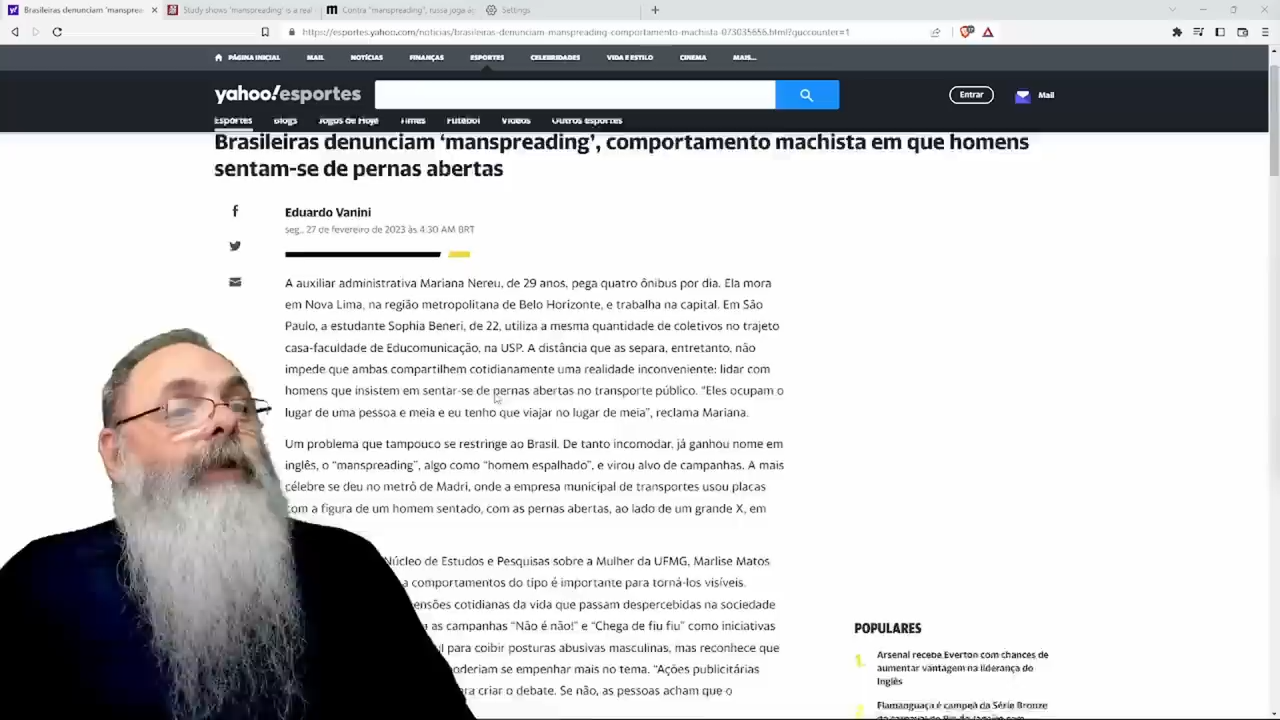 Brasileiras denunciam "manspre
Study shows "manspreading" is a real
Contra "manspreading", russa joga ág
Settings
https://esportes.yahoo.com/noticias/brasileiras-denunciam-manspreading-comportamento-machista-073035656.html?guccounter=1
PÁGINA INICIAL MAIL NOTÍCIAS FINANÇAS ESPORTES CELEBRIDADES VIDA E ESTILO CINEMA MAIS...
yahoo!esportes
Entrar
Mail
Esportes Blogs Jogos de Hoje Times Futebol Vídeos Outros esportes
Brasileiras denunciam ‘manspreading’, comportamento machista em que homens
sentam-se de pernas abertas
Eduardo Vanini
seg., 27 de fevereiro de 2023 às 4:30 AM BRT
A auxiliar administrativa Mariana Nereu, de 29 anos, pega quatro ônibus por dia. Ela mora
em Nova Lima, na região metropolitana de Belo Horizonte, e trabalha na capital. Em São
Paulo, a estudante Sophia Beneri, de 22, utiliza a mesma quantidade de coletivos no trajeto
casa-faculdade de Educomunicação, na USP. A distância que as separa, entretanto, não
impede que ambas compartilhem cotidianamente uma realidade inconveniente: lidar com
homens que insistem em sentar-se de pernas abertas no transporte público. “Eles ocupam o
lugar de uma pessoa e meia e eu tenho que viajar no lugar de meia”, reclama Mariana.
Um problema que tampouco se restringe ao Brasil. De tanto incomodar, já ganhou nome em
inglês, o “manspreading”, algo como “homem espalhado”, e virou alvo de campanhas. A mais
célebre se deu no metrô de Madri, onde a empresa municipal de transportes usou placas
com a figura de um homem sentado, com as pernas abertas, ao lado de um grande X, em
Núcleo de Estudos e Pesquisas sobre a Mulher da UFMG, Marlise Matos
a comportamentos do tipo é importante para torná-los visíveis.
ensões cotidianas da vida que passam despercebidas na sociedade
a as campanhas “Não é não!” e “Chega de fiu fiu” como iniciativas
l para coibir posturas abusivas masculinas, mas reconhece que
oderiam se empenhar mais no tema. “Ações publicitárias
ara criar o debate. Se não, as pessoas acham que o
POPULARES
1.
Arsenal recebe Everton com chances de
aumentar vantagem na liderança do
Inglês
Flamanguaça é campeã da Série Bronze